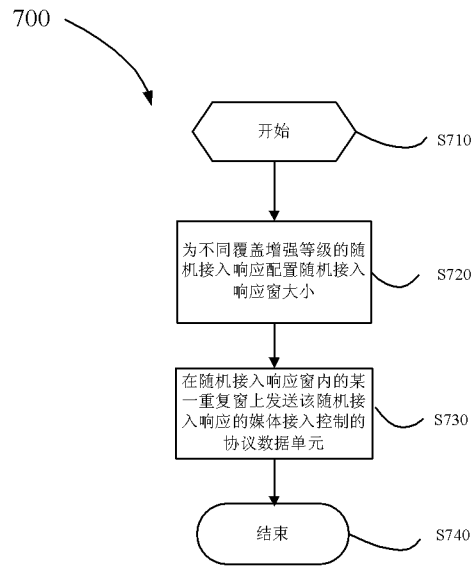 700
开始
S710
为不同覆盖增强等级的随
机接入响应配置随机接入
响应窗大小
S720
在随机接入响应窗内的某
一重复窗上发送该随机接
入响应的媒体接入控制的
协议数据单元
S730
结束
S740